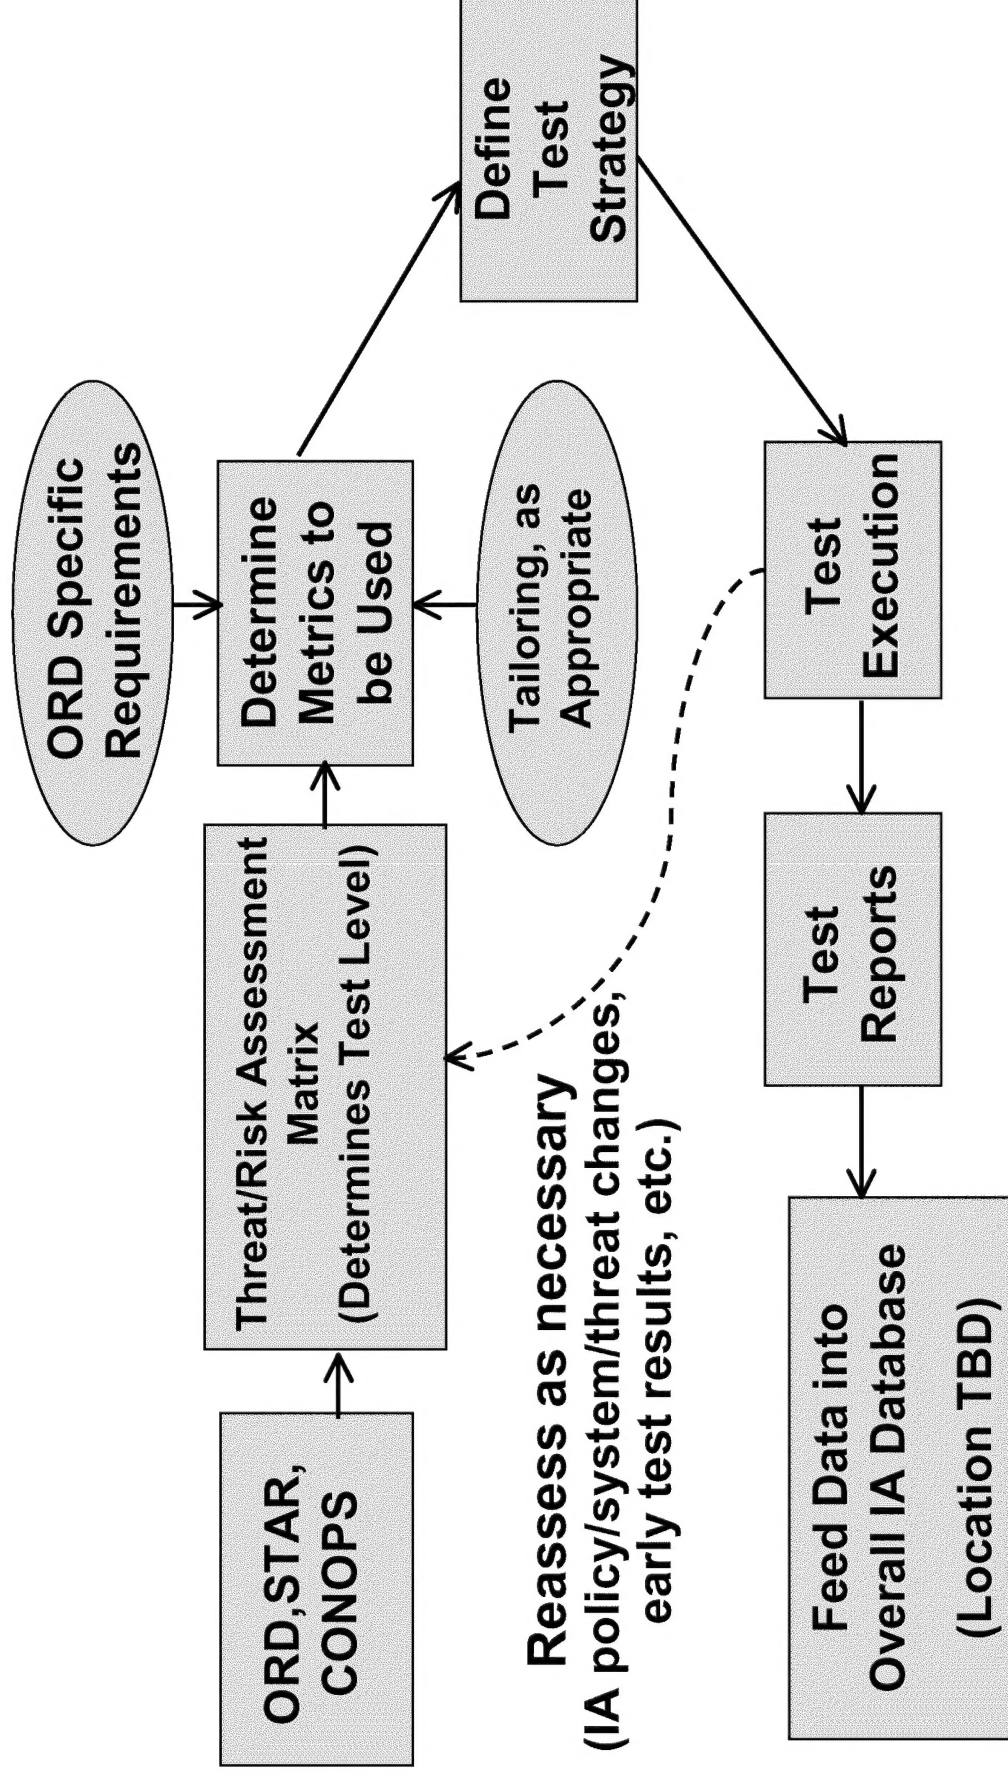 ORD,STAR,
CONOPS
Threat/Risk Assessment
Matrix
(Determines Test Level)
ORD Specific
Requirements
Determine
Metrics to
be Used
Tailoring, as
Appropriate
Define
Test
Strategy
Reassess as necessary
(IA policy/system/threat changes,
early test results, etc.)
Test
Execution
Test
Reports
Feed Data into
Overall IA Database
(Location TBD)